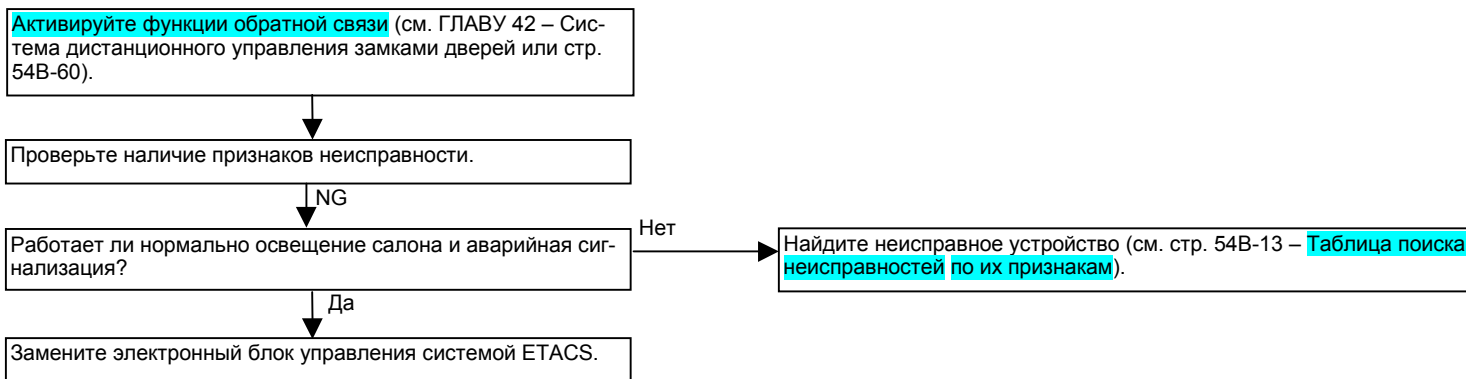 Активируйте функции обратной связи (см. ГЛАВУ 42 – Сис-
тема дистанционного управления замками дверей или стр.
54B-60).
Проверьте наличие признаков неисправности.
NG
Работает ли нормально освещение салона и аварийная сиг-
нализация?
Нет
Найдите неисправное устройство (см. стр. 54B-13 – Таблица поиска
неисправностей по их признакам).
Да
Замените электронный блок управления системой ETACS.